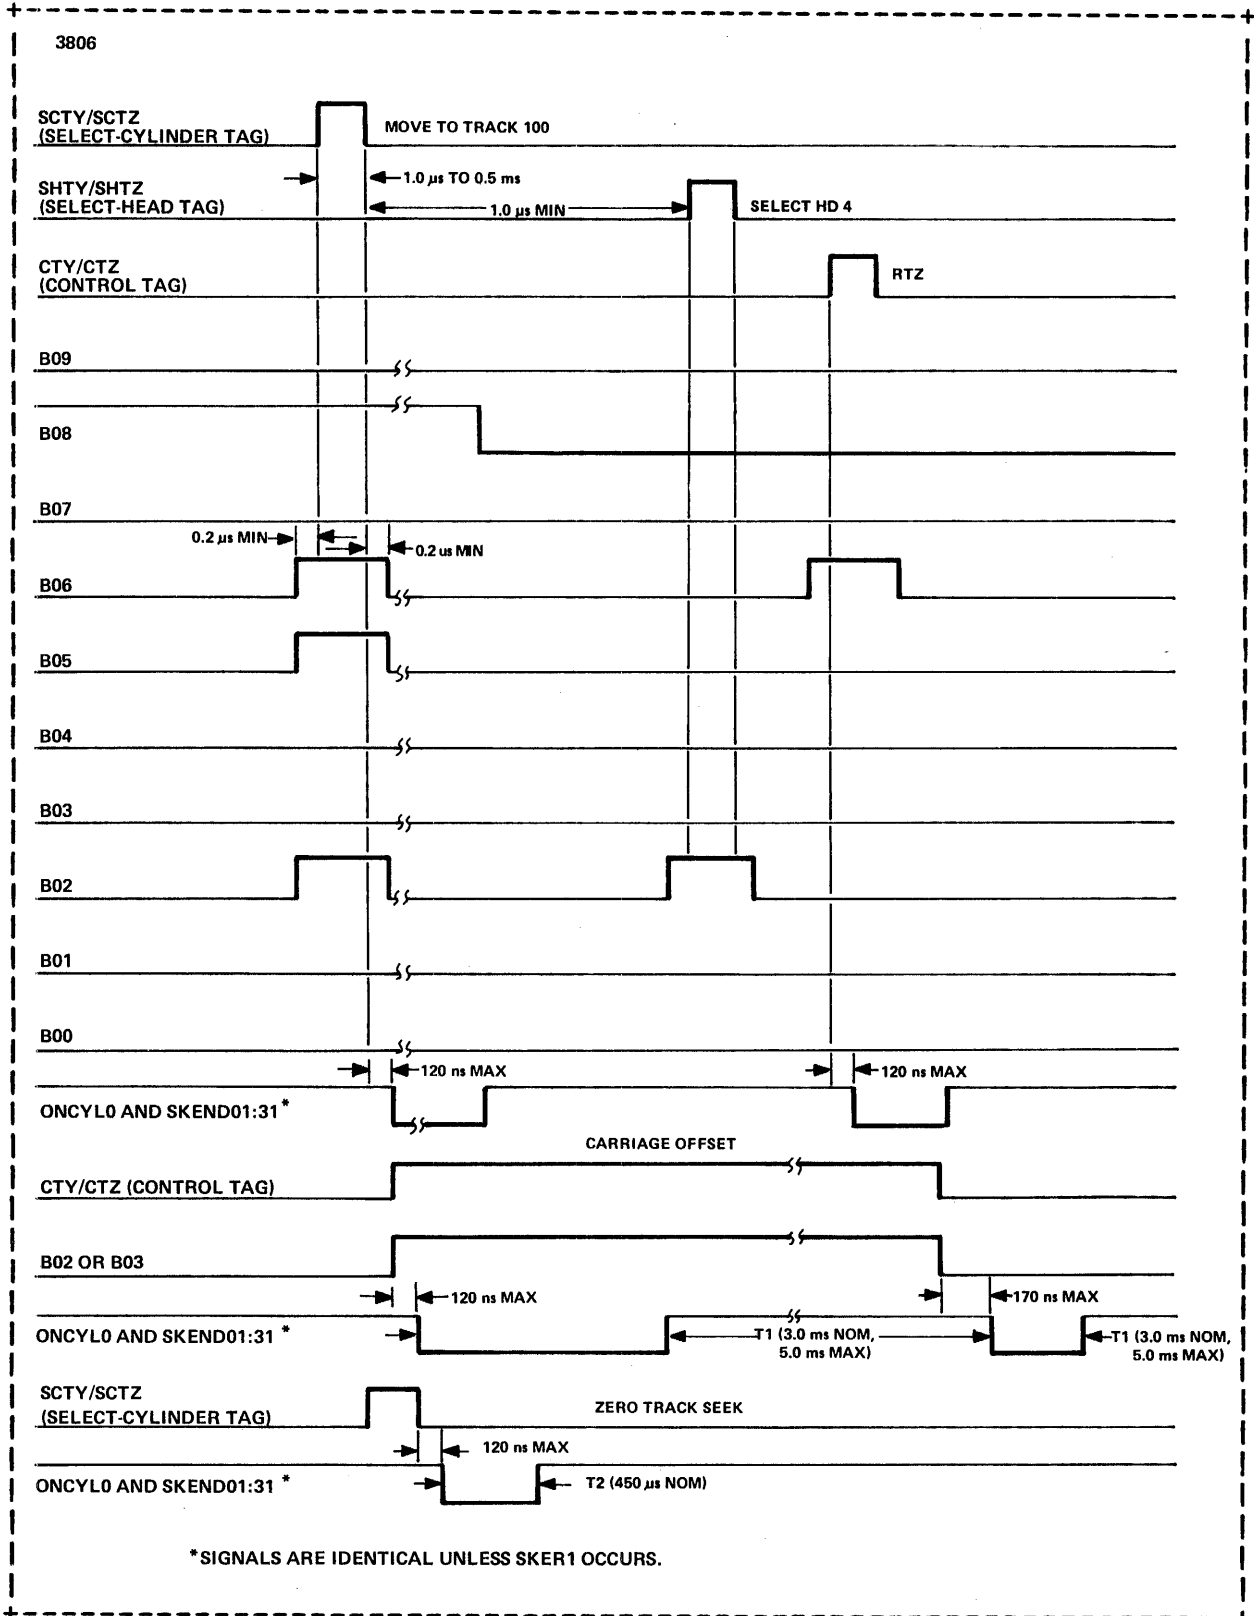 3806
SCTY/SCTZ
(SELECT-CYLINDER TAG)
MOVE TO TRACK 100
1.0 µs TO 0.5 ms
SHTY/SHTZ
(SELECT-HEAD TAG)
1.0 µs MIN
SELECT HD 4
CTY/CTZ
(CONTROL TAG)
RTZ
B09
B08
B07
0.2 µs MIN
0.2 us MIN
B06
B05
B04
B03
B02
B01
B00
120 ns MAX
120 ns MAX
ONCYL0 AND SKEND01:31*
CARRIAGE OFFSET
CTY/CTZ (CONTROL TAG)
B02 OR B03
120 ns MAX
170 ns MAX
ONCYL0 AND SKEND01:31 *
T1 (3.0 ms NOM,
5.0 ms MAX)
T1 (3.0 ms NOM,
5.0 ms MAX)
SCTY/SCTZ
(SELECT-CYLINDER TAG)
ZERO TRACK SEEK
120 ns MAX
ONCYL0 AND SKEND01:31 *
T2 (450 µs NOM)
*SIGNALS ARE IDENTICAL UNLESS SKER1 OCCURS.